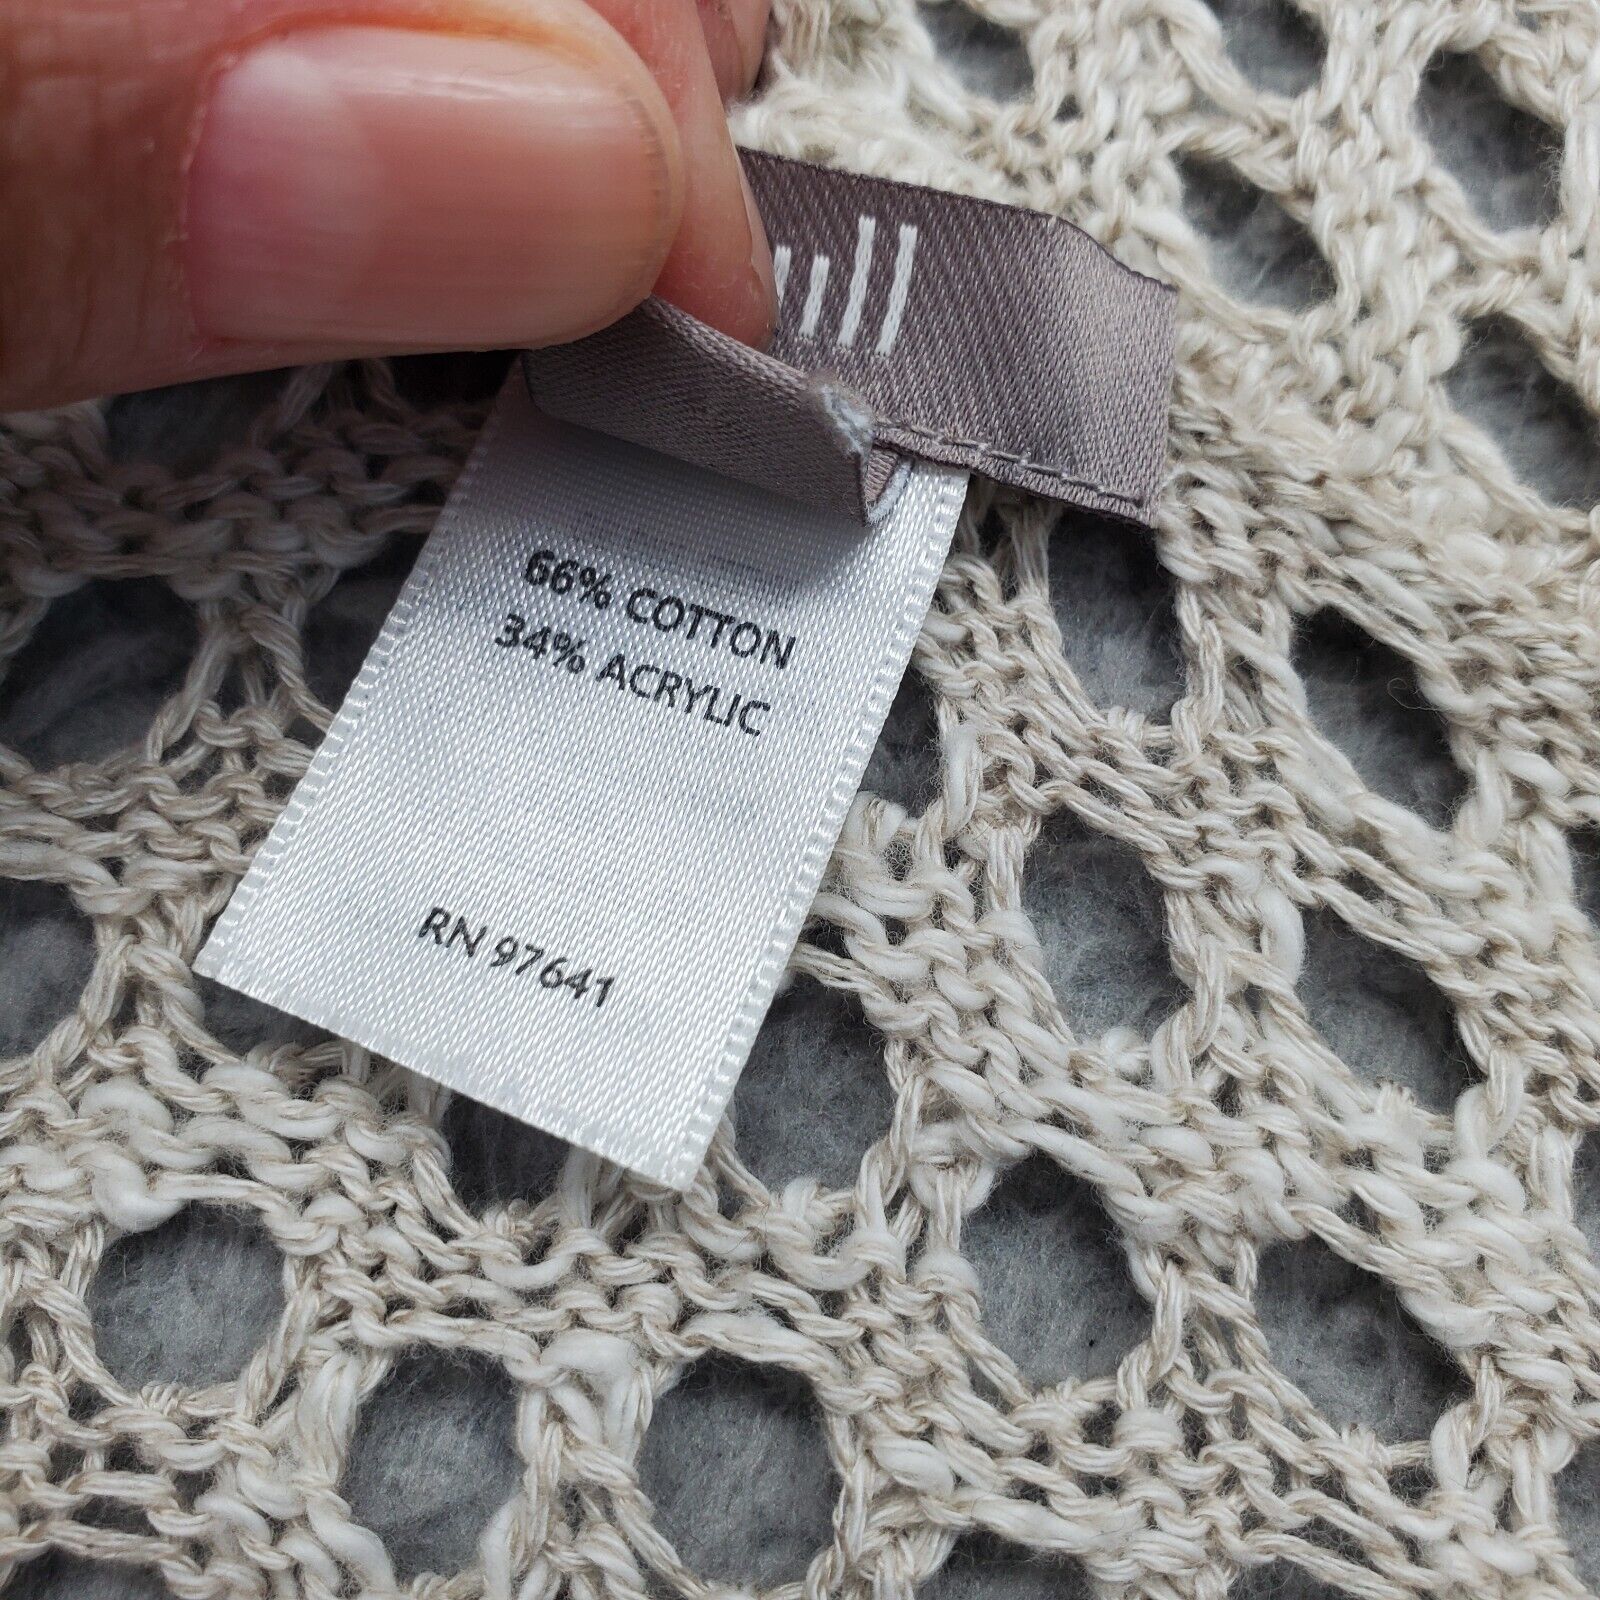 66% COTTON
34% ACRYLIC
RN 97641